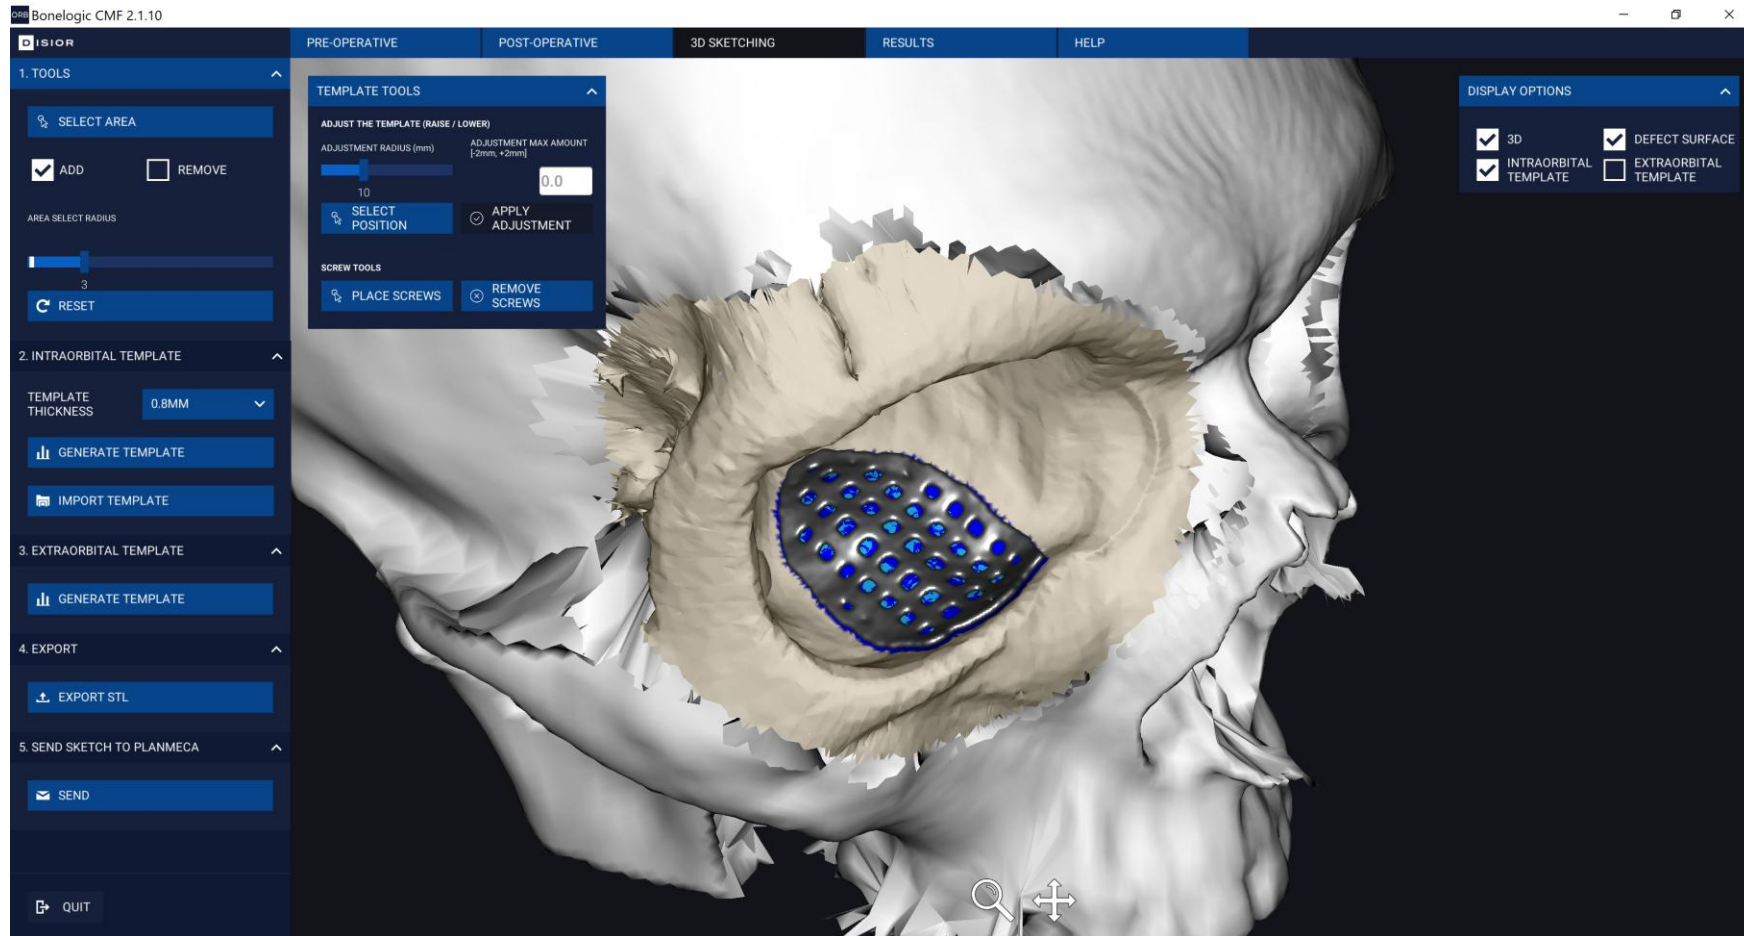 ORB Bonelogic CMF 2.1.10
DISIOR
PRE-OPERATIVE
POST-OPERATIVE
3D SKETCHING
RESULTS
HELP
1. TOOLS
SELECT AREA
ADD
REMOVE
AREA SELECT RADIUS
3
RESET
2. INTRAORBITAL TEMPLATE
TEMPLATE
THICKNESS
0.8MM
GENERATE TEMPLATE
IMPORT TEMPLATE
3. EXTRAORBITAL TEMPLATE
GENERATE TEMPLATE
4. EXPORT
EXPORT STL
5. SEND SKETCH TO PLANMECA
SEND
QUIT
TEMPLATE TOOLS
ADJUST THE TEMPLATE (RAISE / LOWER)
ADJUSTMENT RADIUS (mm)
10
ADJUSTMENT MAX AMOUNT
[-2mm, +2mm]
0.0
SELECT
POSITION
APPLY
ADJUSTMENT
SCREW TOOLS
PLACE SCREWS
REMOVE
SCREWS
DISPLAY OPTIONS
3D
DEFECT SURFACE
INTRAORBITAL
TEMPLATE
EXTRAORBITAL
TEMPLATE